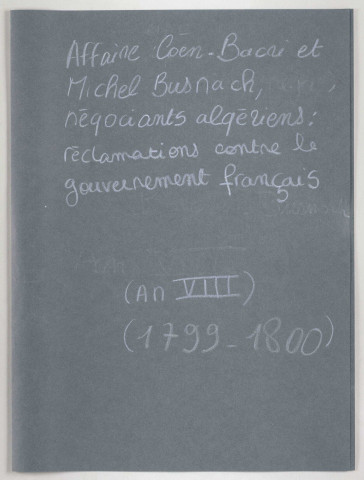 Affaire Coen-Bacri et
Michel Busnach,
négociants algériens :
réclamations contre le
gouvernement français
(An VIII)
(1799-1800)